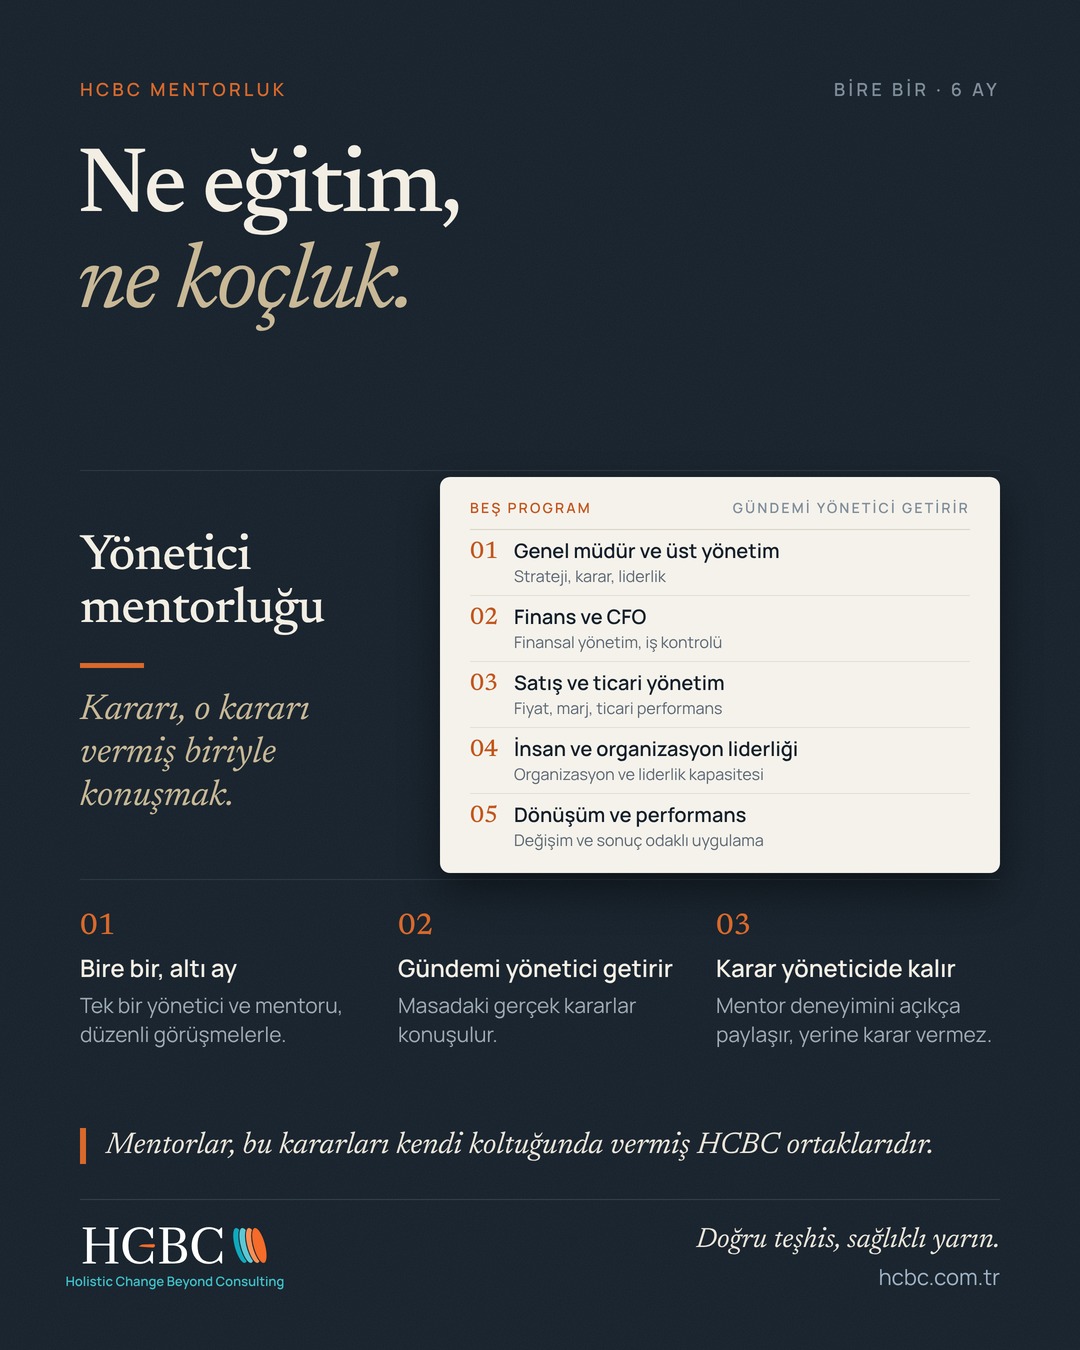 HCBC MENTORLUK
BİRE BİR · 6 AY
Ne eğitim,
ne koçluk.
Yönetici
mentorluğu
Kararı, o kararı
vermiş biriyle
konuşmak.
BEŞ PROGRAM
GÜNDEMİ YÖNETİCİ GETİRİR
01 Genel müdür ve üst yönetim
Strateji, karar, liderlik
02 Finans ve CFO
Finansal yönetim, iş kontrolü
03 Satış ve ticari yönetim
Fiyat, marj, ticari performans
04 İnsan ve organizasyon liderliği
Organizasyon ve liderlik kapasitesi
05 Dönüşüm ve performans
Değişim ve sonuç odaklı uygulama
01
Bire bir, altı ay
Tek bir yönetici ve mentoru,
düzenli görüşmelerle.
02
Gündemi yönetici getirir
Masadaki gerçek kararlar
konuşulur.
03
Karar yöneticide kalır
Mentor deneyimini açıkça
paylaşır, yerine karar vermez.
Mentorlar, bu kararları kendi koltuğunda vermiş HCBC ortaklarıdır.
HCBC
Holistic Change Beyond Consulting
Doğru teşhis, sağlıklı yarın.
hcbc.com.tr